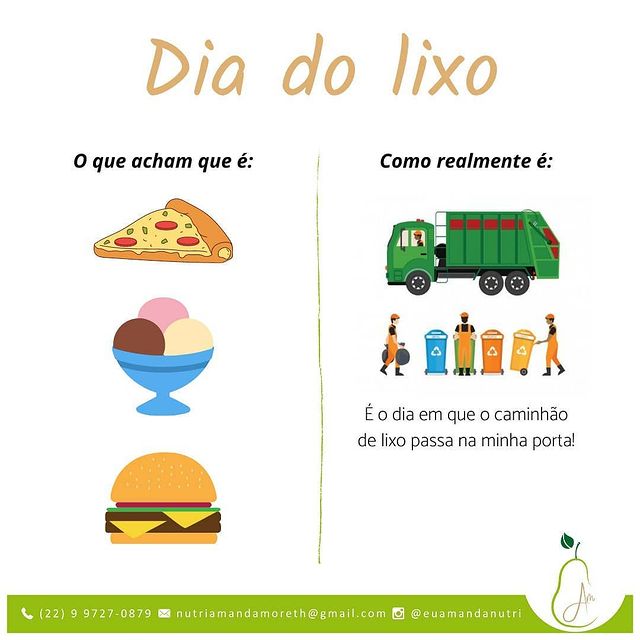 Dia do lixo
O que acham que é:
Como realmente é:
É o dia em que o caminhão
de lixo passa na minha porta!
Am
(22) 9 9727-0879 nutriamandamoreth@gmail.com @euamandanutri